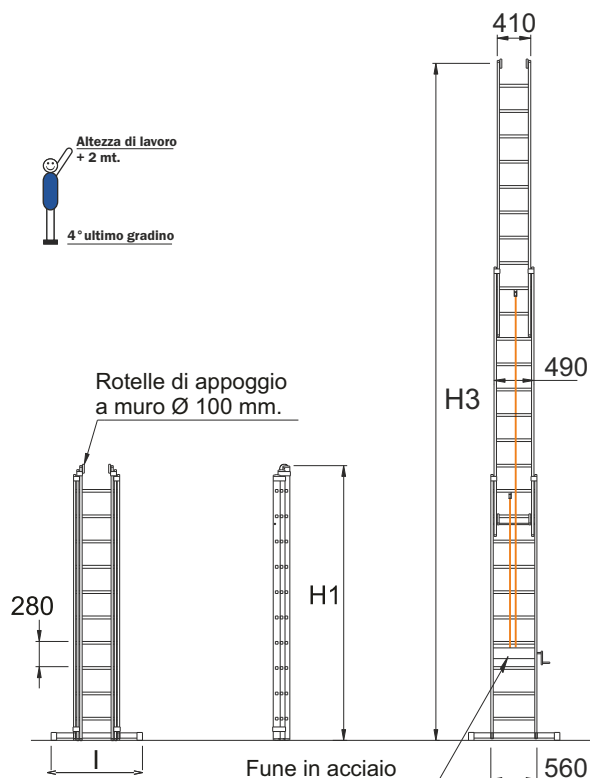 410
Altezza di lavoro
+ 2 mt.
4° ultimo gradino
490
Rotelle di appoggio
a muro Ø 100 mm.
H3
H1
280
I
Fune in acciaio
560